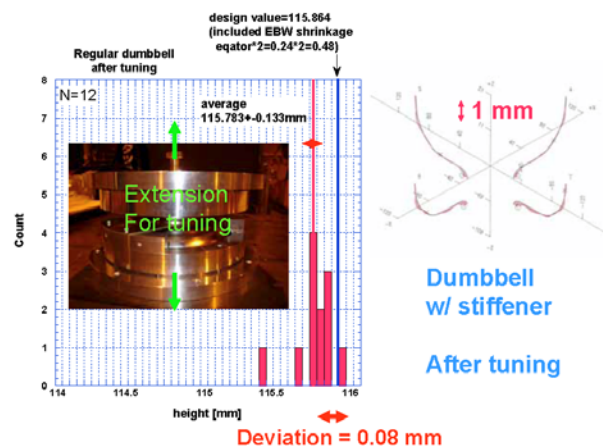 design value=115.864
(included EBW shrinkage
eqator*2=0.24*2=0.48)
Regular dumbbell
after tuning
N=12
average
115.783+-0.133mm
Extension
For tuning
Count
8
7
6
5
4
3
2
1
0
114
114.5
115
115.5
116
height [mm]
Deviation = 0.08 mm
1 mm
Dumbbell
w/ stiffener
After tuning